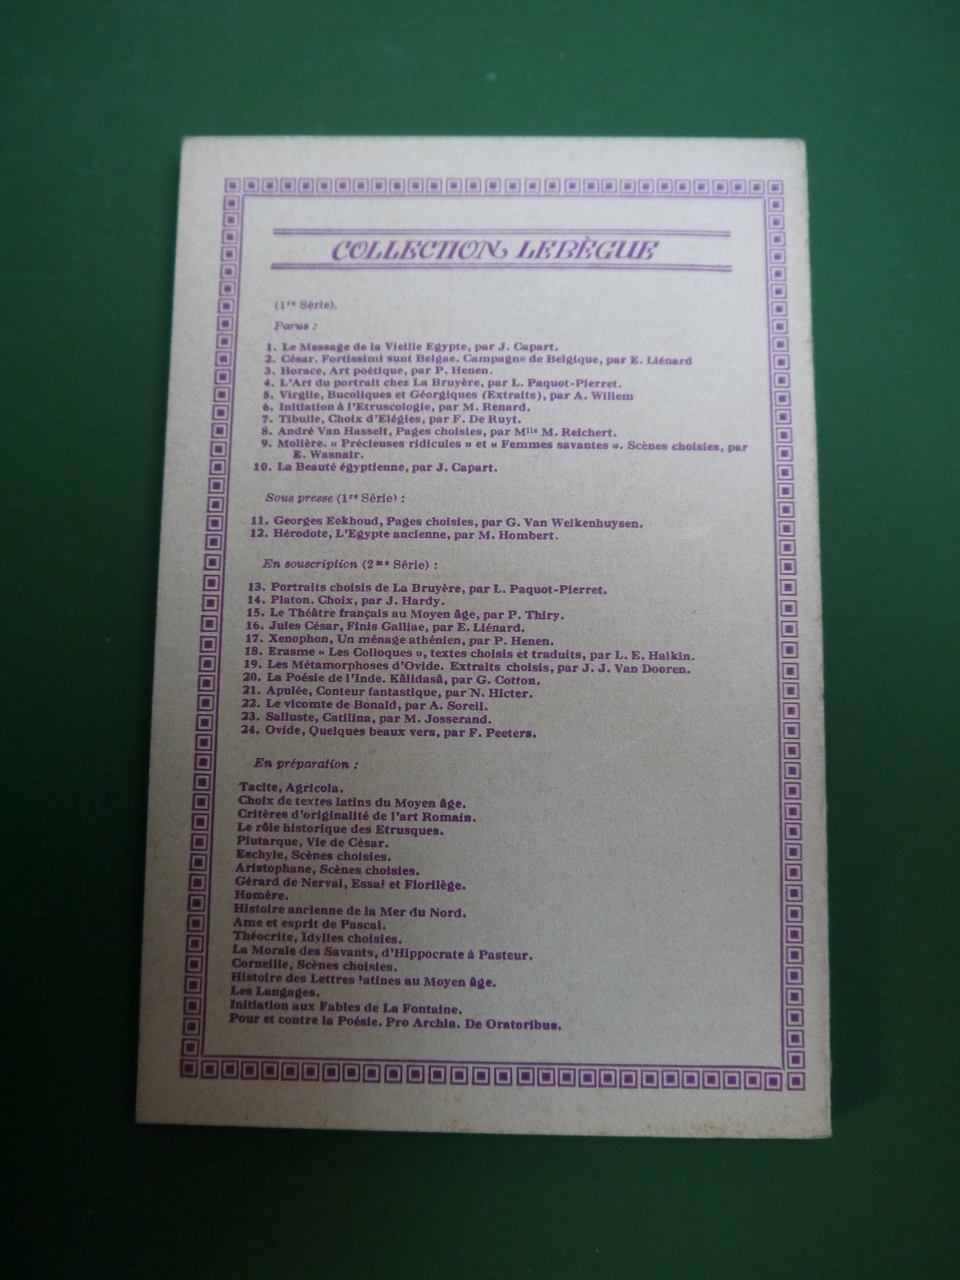 COLLECTION LEBÈGUE
(1re Série).
Parus :
1. Le Message de la Vieille Egypte, par J. Capart.
2. César. Fortissimi sunt Belgae. Campagne de Belgique, par E. Liénard
3. Horace, Art poétique, par P. Henen.
4. L'Art du portrait chez La Bruyère, par L. Paquot-Pierret.
5. Virgile, Bucoliques et Géorgiques (Extraits), par A. Willem
6. Initiation à l'Etruscologie, par M. Renard.
7. Tibulle, Choix d'Elégies, par F. De Ruyt.
8. André Van Hasselt, Pages choisies, par Mlle M. Reichert.
9. Molière. « Précieuses ridicules » et « Femmes savantes ». Scènes choisies, par
E. Wasnair.
10. La Beauté égyptienne, par J. Capart.
Sous presse (1re Série) :
11. Georges Eekhoud, Pages choisies, par G. Van Welkenhuysen.
12. Hérodote, L'Egypte ancienne, par M. Hombert.
En souscription (2me Série) :
13. Portraits choisis de La Bruyère, par L. Paquot-Pierret.
14. Platon. Choix, par J. Hardy.
15. Le Théâtre français au Moyen âge, par P. Thiry.
16. Jules César, Finis Galliae, par E. Liénard.
17. Xenophon, Un ménage athénien, par P. Henen.
18. Erasme « Les Colloques », textes choisis et traduits, par L. E. Halkin.
19. Les Métamorphoses d'Ovide. Extraits choisis, par J. J. Van Dooren.
20. La Poésie de l'Inde. Kâlidasâ, par G. Cotton.
21. Apulée, Conteur fantastique, par N. Hicter.
22. Le vicomte de Bonald, par A. Soreil.
23. Salluste, Catilina, par M. Josserand.
24. Ovide, Quelques beaux vers, par F. Peeters.
En préparation :
Tacite, Agricola.
Choix de textes latins du Moyen âge.
Critères d'originalité de l'art Romain.
Le rôle historique des Etrusques.
Plutarque, Vie de César.
Eschyle, Scènes choisies.
Aristophane, Scènes choisies.
Gérard de Nerval, Essai et Florilège.
Homère.
Histoire ancienne de la Mer du Nord.
Ame et esprit de Pascal.
Théocrite, Idylles choisies.
La Morale des Savants, d'Hippocrate à Pasteur.
Corneille, Scènes choisies.
Histoire des Lettres latines au Moyen âge.
Les Langages.
Initiation aux Fables de La Fontaine.
Pour et contre la Poésie. Pro Archia. De Oratoribus.